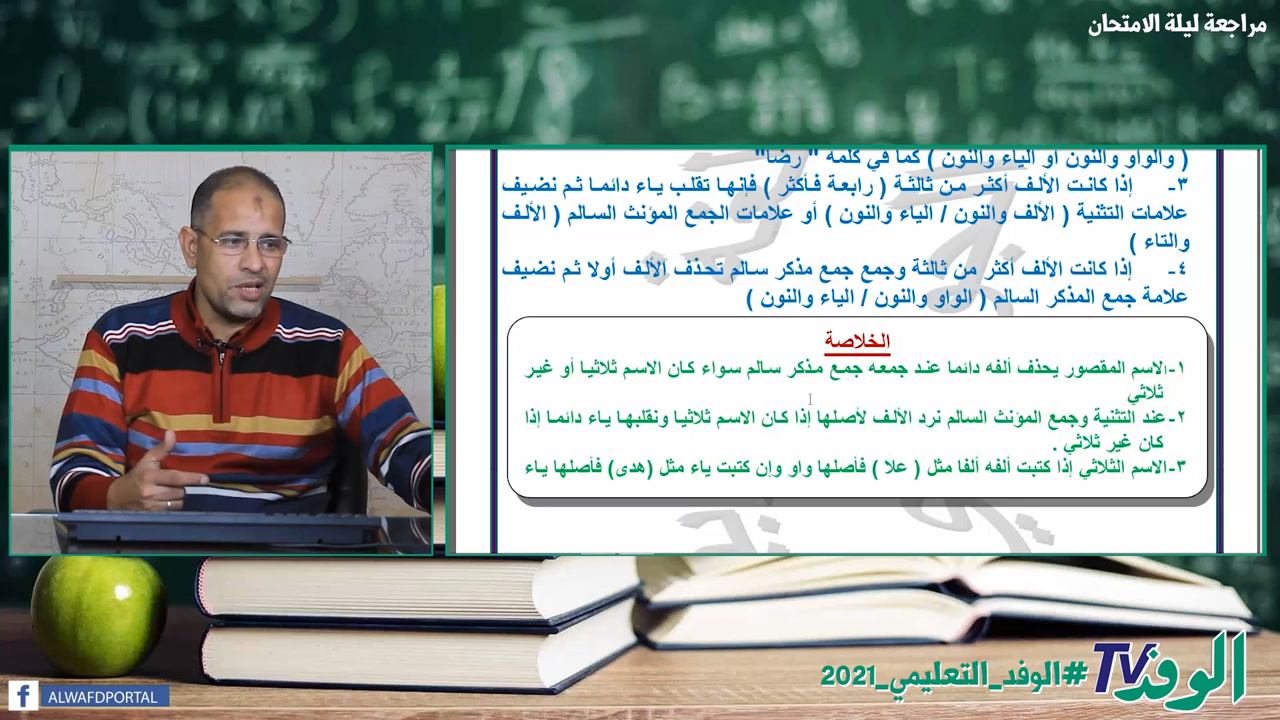 مراجعة ليلة الامتحان
( والواو والنون أو الياء والنون ) كما في كلمة " رضا"
٣- إذا كانت الألف أكثر من ثالثة ( رابعة فأكثر ) فإنها تقلب ياء دائما ثم نضيف
علامات التثنية ( الألف والنون / الياء والنون ) أو علامات الجمع المؤنث السالم ( الألف
والتاء )
٤- إذا كانت الألف أكثر من ثالثة وجمع جمع مذكر سالم تحذف الألف أولا ثم نضيف
علامة جمع المذكر السالم ( الواو والنون / الياء والنون )
الخلاصة
١-الاسم المقصور يحذف ألفه دائما عند جمعه جمع مذكر سالم سواء كان الاسم ثلاثيا أو غير
ثلاثي
٢-عند التثنية وجمع المؤنث السالم نرد الألف لأصلها إذا كان الاسم ثلاثيا ونقلبها ياء دائما إذا
كان غير ثلاثي .
٣-الاسم الثلاثي إذا كتبت ألفه ألفا مثل ( علا ) فأصلها واو وإن كتبت ياء مثل (هدى) فأصلها ياء
#الوفد_التعليمي_2021
الوفد TV
f ALWAFDPORTAL